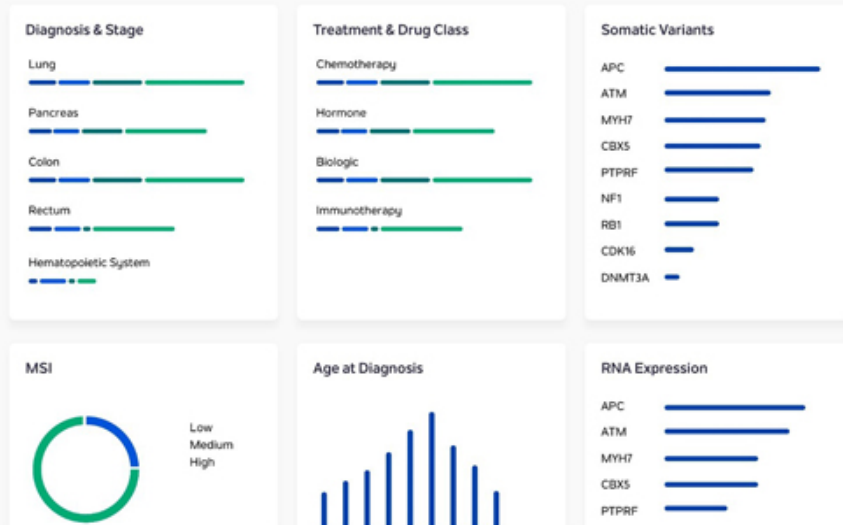 Diagnosis & Stage
Lung
Pancreas
Colon
Rectum
Hematopoietic System
Treatment & Drug Class
Chemotherapy
Hormone
Biologic
Immunotherapy
Somatic Variants
APC
ATM
MYH7
CBX5
PTPRF
NF1
RB1
CDK16
DNMT3A
MSI
Low
Medium
High
Age at Diagnosis
RNA Expression
APC
ATM
MYH7
CBX5
PTPRF